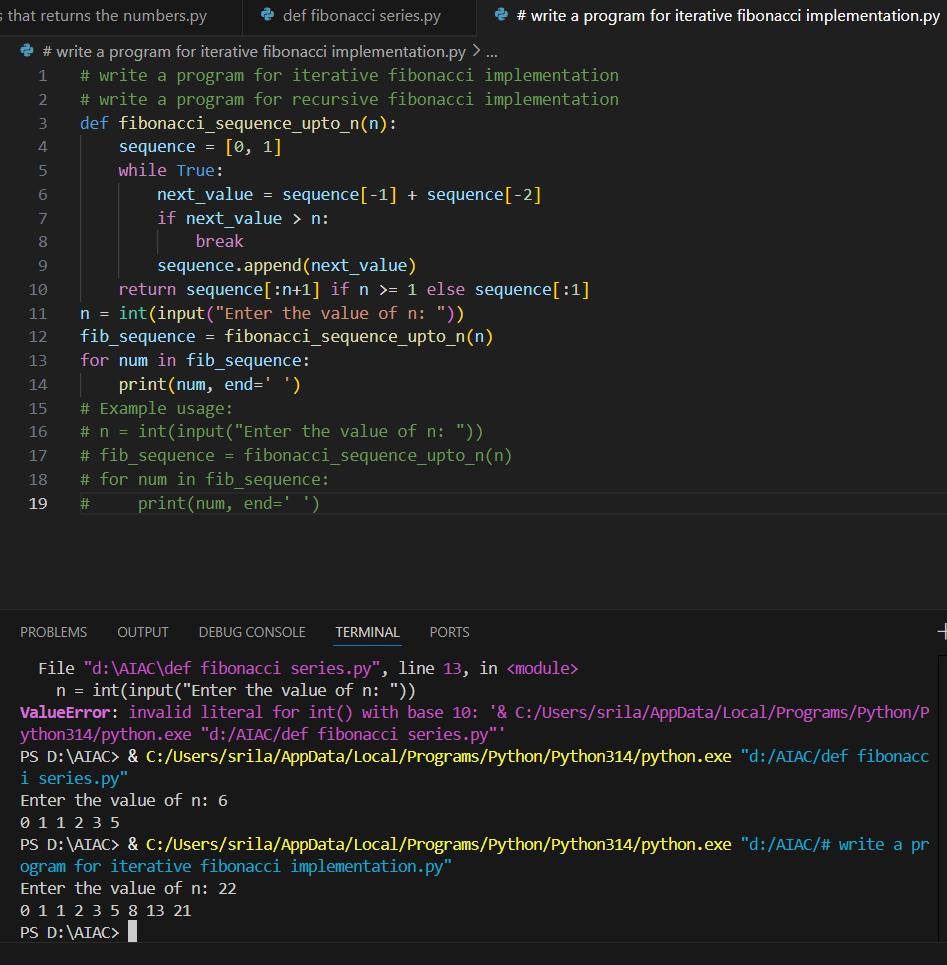 s that returns the numbers.py def fibonacci series.py # write a program for iterative fibonacci implementation.py
# write a program for iterative fibonacci implementation.py > ...
1 # write a program for iterative fibonacci implementation
2 # write a program for recursive fibonacci implementation
3 def fibonacci_sequence_upto_n(n):
4     sequence = [0, 1]
5     while True:
6         next_value = sequence[-1] + sequence[-2]
7         if next_value > n:
8             break
9         sequence.append(next_value)
10     return sequence[:n+1] if n >= 1 else sequence[:1]
11 n = int(input("Enter the value of n: "))
12 fib_sequence = fibonacci_sequence_upto_n(n)
13 for num in fib_sequence:
14     print(num, end=' ')
15 # Example usage:
16 # n = int(input("Enter the value of n: "))
17 # fib_sequence = fibonacci_sequence_upto_n(n)
18 # for num in fib_sequence:
19 #     print(num, end=' ')
PROBLEMS OUTPUT DEBUG CONSOLE TERMINAL PORTS
  File "d:\AIAC\def fibonacci series.py", line 13, in <module>
    n = int(input("Enter the value of n: "))
ValueError: invalid literal for int() with base 10: '& C:/Users/srila/AppData/Local/Programs/Python/P
ython314/python.exe "d:/AIAC/def fibonacci series.py"'
PS D:\AIAC> & C:/Users/srila/AppData/Local/Programs/Python/Python314/python.exe "d:/AIAC/def fibonacc
i series.py"
Enter the value of n: 6
0 1 1 2 3 5
PS D:\AIAC> & C:/Users/srila/AppData/Local/Programs/Python/Python314/python.exe "d:/AIAC/# write a pr
ogram for iterative fibonacci implementation.py"
Enter the value of n: 22
0 1 1 2 3 5 8 13 21
PS D:\AIAC>